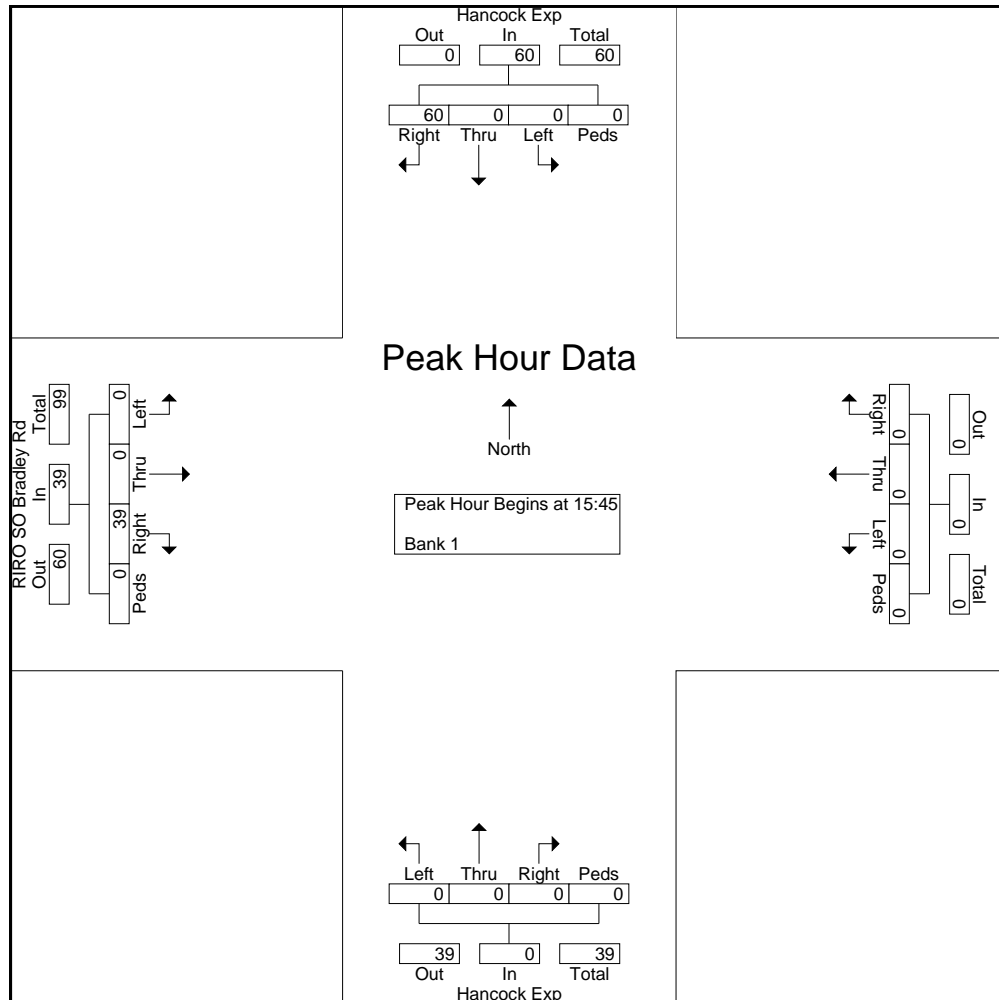 Hancock Exp
Out In Total
0 60 60
60 0 0 0
Right Thru Left Peds
Peak Hour Data
North
Peak Hour Begins at 15:45
Bank 1
RIRO SO Bradley Rd
Out In Total
60 39 99
0 39 0 0
Peds Right Thru Left
Out In Total
0 0 0
0 0 0 0
Right Thru Left Peds
Left Thru Right Peds
0 0 0 0
39 0 39
Out In Total
Hancock Exp